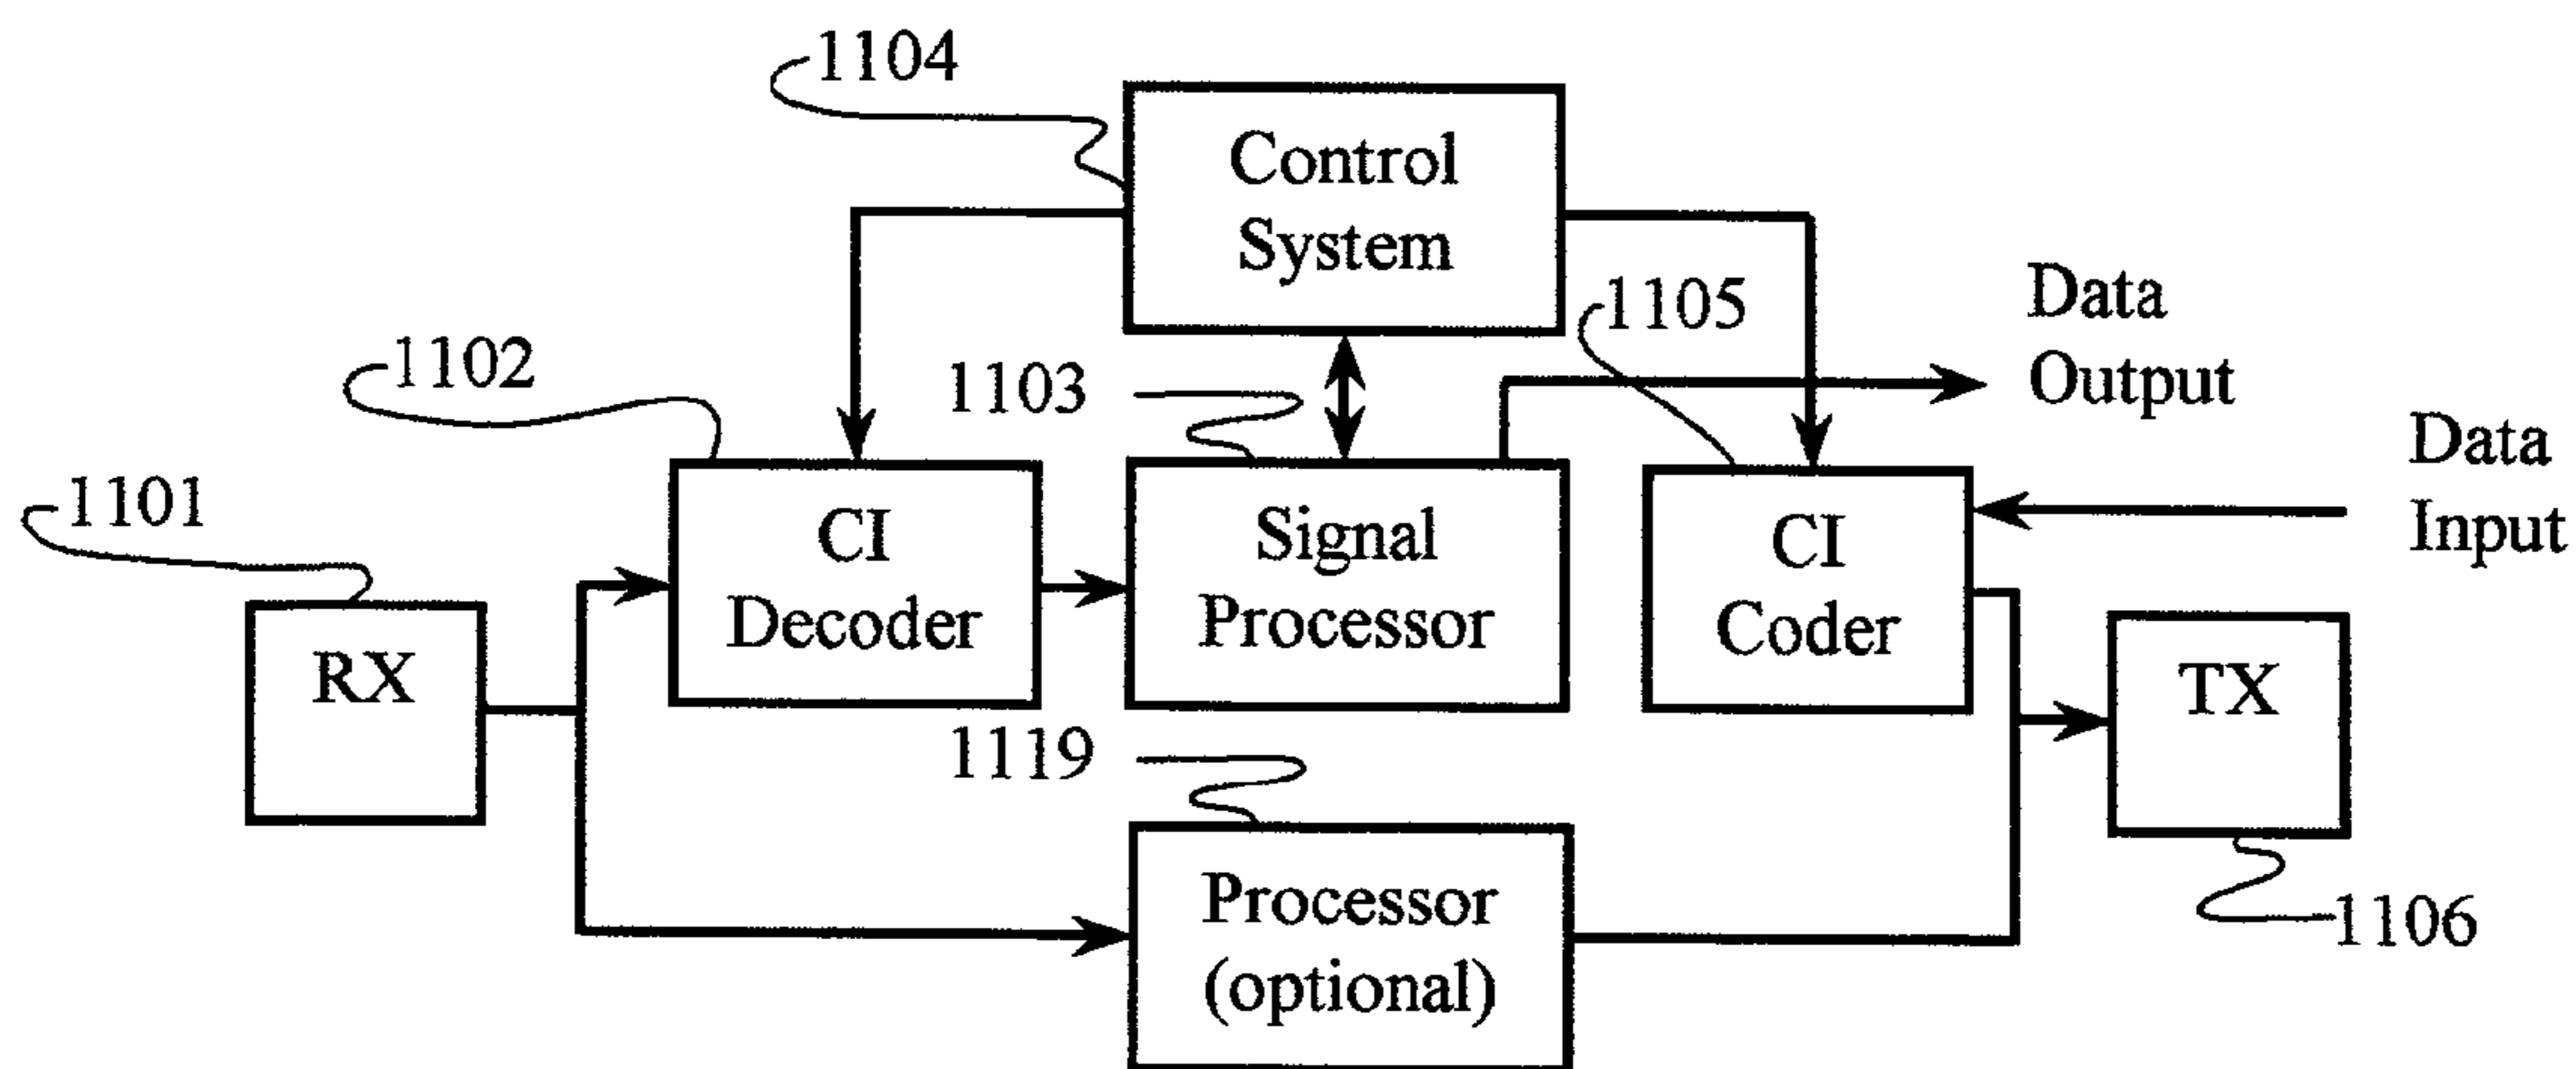 1104
Control
System
1105
Data
Output
1102
1103
Data
Input
1101
CI
Decoder
Signal
Processor
CI
Coder
RX
TX
1119
Processor
(optional)
1106